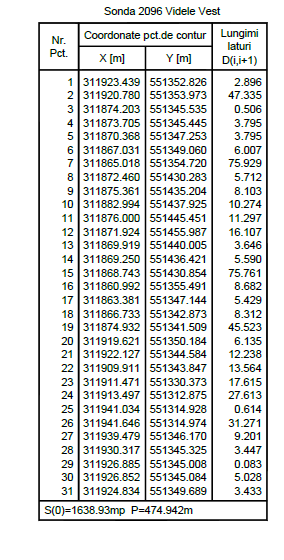 Sonda 2096 Videle Vest
Nr. Pct. Coordonate pct.de contur Lungimi laturi D(i,i+1)
X [m] Y [m]
1 311923.439 551352.826 2.896
2 311920.780 551353.973 47.335
3 311874.203 551345.535 0.506
4 311873.705 551345.445 3.795
5 311870.368 551347.253 3.795
6 311867.031 551349.060 6.007
7 311865.018 551354.720 75.929
8 311872.460 551430.283 5.712
9 311875.361 551435.204 8.103
10 311882.994 551437.925 10.274
11 311876.000 551445.451 11.297
12 311871.924 551455.987 16.107
13 311869.919 551440.005 3.646
14 311869.250 551436.421 5.590
15 311868.743 551430.854 75.761
16 311860.992 551355.491 8.682
17 311863.381 551347.144 5.429
18 311866.733 551342.873 8.312
19 311874.932 551341.509 45.523
20 311919.621 551350.184 6.135
21 311922.127 551344.584 12.238
22 311909.911 551343.847 13.564
23 311911.471 551330.373 17.615
24 311913.497 551312.875 27.613
25 311941.034 551314.928 0.614
26 311941.646 551314.974 31.271
27 311939.479 551346.170 9.201
28 311930.317 551345.325 3.447
29 311926.885 551345.008 0.083
30 311926.852 551345.084 5.028
31 311924.834 551349.689 3.433
S(0)=1638.93mp P=474.942m